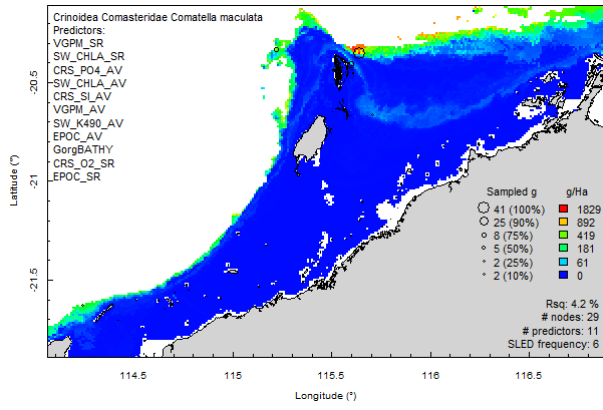 Crinoidea Comasteridae Comatella maculata
Predictors:
VGPM_SR
SW_CHLA_SR
CRS_PO4_AV
SW_CHLA_AV
CRS_SI_AV
VGPM_AV
SW_K490_AV
EPOC_AV
GorgBATHY
CRS_O2_SR
EPOC_SR
Latitude (°)
-20.5
-21
-21.5
Sampled g g/Ha
41 (100%) 1829
25 (90%) 892
8 (75%) 419
5 (50%) 181
2 (25%) 61
2 (10%) 0
Rsq: 4.2 %
# nodes: 29
# predictors: 11
SLED frequency: 6
114.5 115 115.5 116 116.5
Longitude (°)